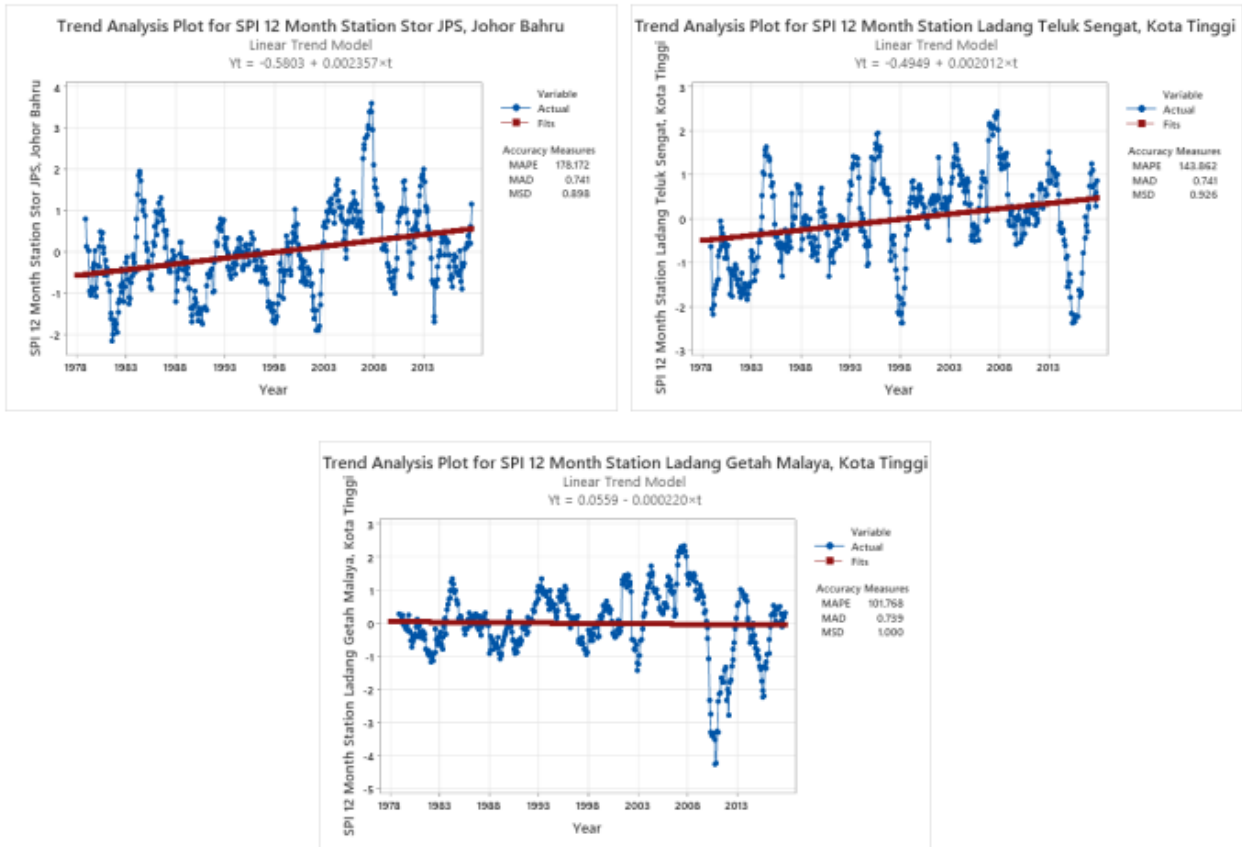 Trend Analysis Plot for SPI 12 Month Station Stor JPS, Johor Bahru
Linear Trend Model
Yt = -0.5803 + 0.002357×t
SPI 12 Month Station Stor JPS, Johor Bahru
4
3
2
1
0
-1
-2
1978 1983 1988 1993 1998 2003 2008 2013
Year
Variable
Actual
Fits
Accuracy Measures
MAPE 178.172
MAD 0.741
MSD 0.898
Trend Analysis Plot for SPI 12 Month Station Ladang Teluk Sengat, Kota Tinggi
Linear Trend Model
Yt = -0.4949 + 0.002012×t
SPI 12 Month Station Ladang Teluk Sengat, Kota Tinggi
3
2
1
0
-1
-2
-3
1978 1983 1988 1993 1998 2003 2008 2013
Year
Variable
Actual
Fits
Accuracy Measures
MAPE 143.862
MAD 0.741
MSD 0.926
Trend Analysis Plot for SPI 12 Month Station Ladang Getah Malaya, Kota Tinggi
Linear Trend Model
Yt = 0.0559 - 0.000220×t
SPI 12 Month Station Ladang Getah Malaya, Kota Tinggi
3
2
1
0
-1
-2
-3
-4
-5
1978 1983 1988 1993 1998 2003 2008 2013
Year
Variable
Actual
Fits
Accuracy Measures
MAPE 101.768
MAD 0.739
MSD 1.000